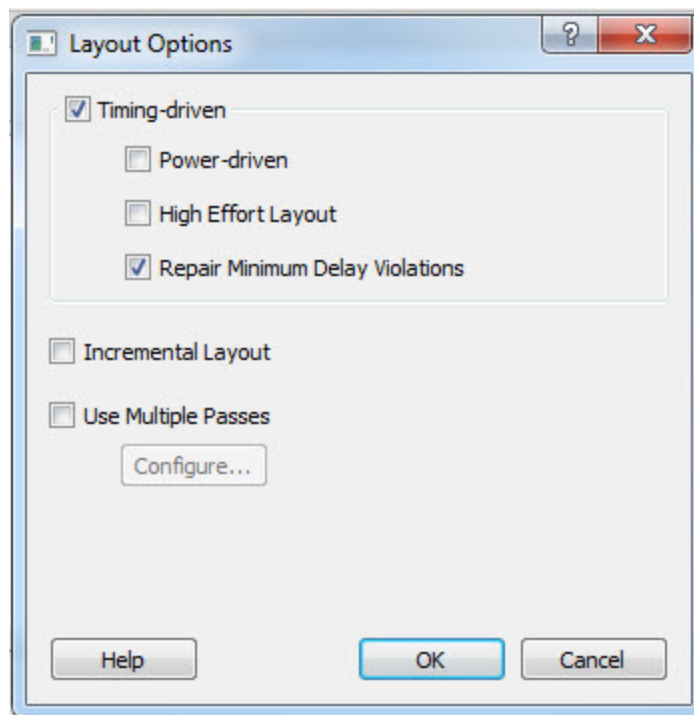 Layout Options
Timing-driven
Power-driven
High Effort Layout
Repair Minimum Delay Violations
Incremental Layout
Use Multiple Passes
Configure...
Help OK Cancel